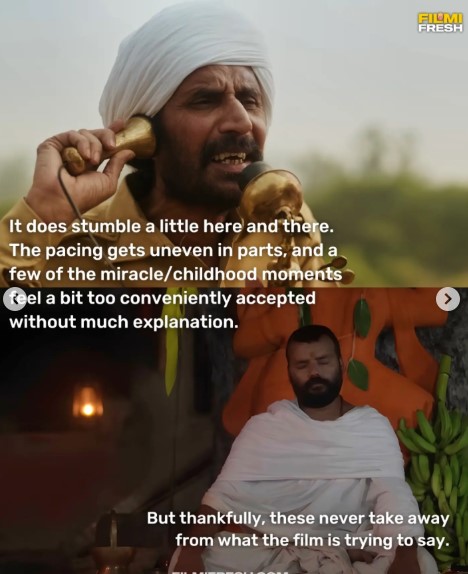 FILMI
FRESH
It does stumble a little here and there.
The pacing gets uneven in parts, and a
few of the miracle/childhood moments
feel a bit too conveniently accepted
without much explanation.
But thankfully, these never take away
from what the film is trying to say.
FILMIFRESH.COM